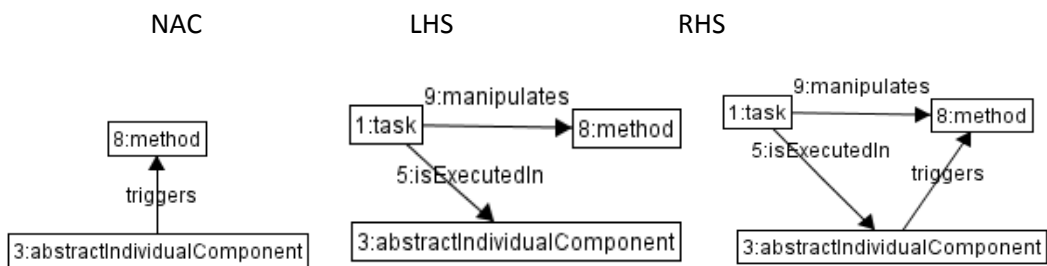 NAC LHS RHS
8:method
triggers
3:abstractIndividualComponent
9:manipulates
1:task
8:method
5:isExecutedIn
3:abstractIndividualComponent
9:manipulates
1:task
8:method
5:isExecutedIn
triggers
3:abstractIndividualComponent